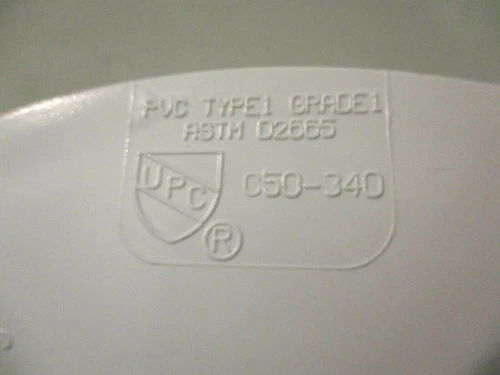 PVC TYPE1 GRADE1
ASTM D2665
UPC
C50-340
®